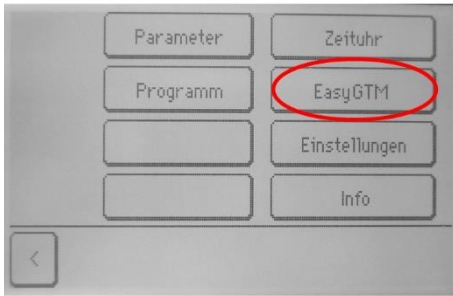 Parameter Zeituhr
Programm EasyGTM
Einstellungen
Info
<